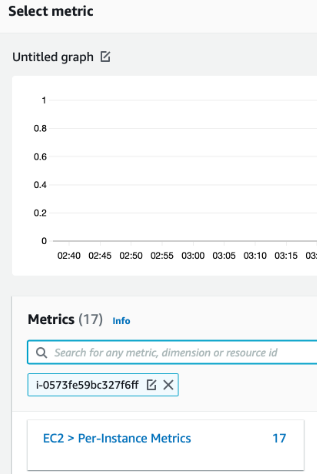 Select metric
Untitled graph
1
0.8
0.6
0.4
0.2
0
02:40 02:45 02:50 02:55 03:00 03:05 03:10 03:15 03:
Metrics (17) Info
Search for any metric, dimension or resource id
i-0573fe59bc327f6ff
EC2 > Per-Instance Metrics 17